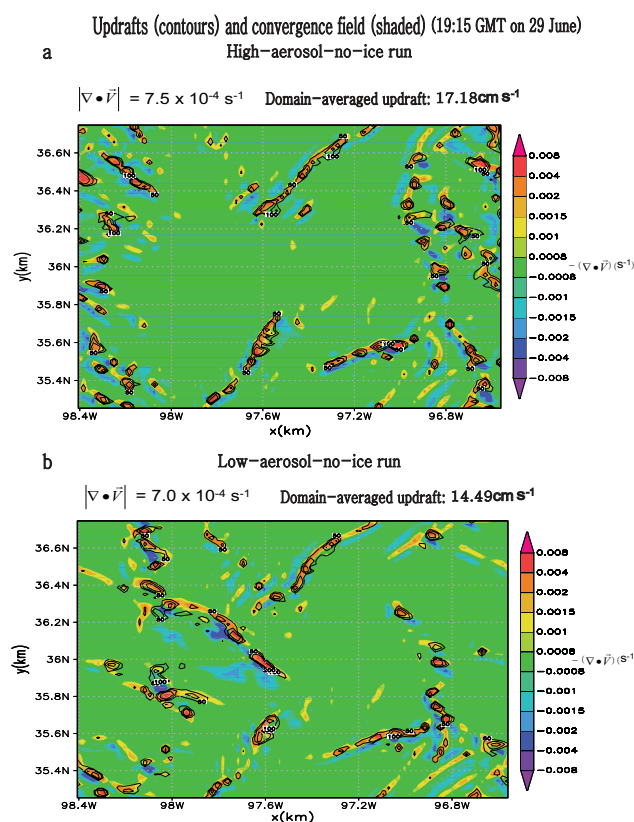 Updrafts (contours) and convergence field (shaded) (19:15 GMT on 29 June)
a
High-aerosol-no-ice run
|∇•V⃗| = 7.5 x 10⁻⁴ s⁻¹ Domain-averaged updraft: 17.18cm s⁻¹
36.6N
36.4N
36.2N
36N
35.8N
35.6N
35.4N
y(km)
98.4W 98W 97.6W 97.2W 96.8W
x(km)
0.008
0.004
0.002
0.0015
0.001
0.0008
−0.0008
−0.001
−0.0015
−0.002
−0.004
−0.008
−(∇•V⃗)(s⁻¹)
b
Low-aerosol-no-ice run
|∇•V⃗| = 7.0 x 10⁻⁴ s⁻¹ Domain-averaged updraft: 14.49cm s⁻¹
36.6N
36.4N
36.2N
36N
35.8N
35.6N
35.4N
y(km)
98.4W 98W 97.6W 97.2W 96.8W
x(km)
0.008
0.004
0.002
0.0015
0.001
0.0008
−0.0008
−0.001
−0.0015
−0.002
−0.004
−0.008
−(∇•V⃗)(s⁻¹)